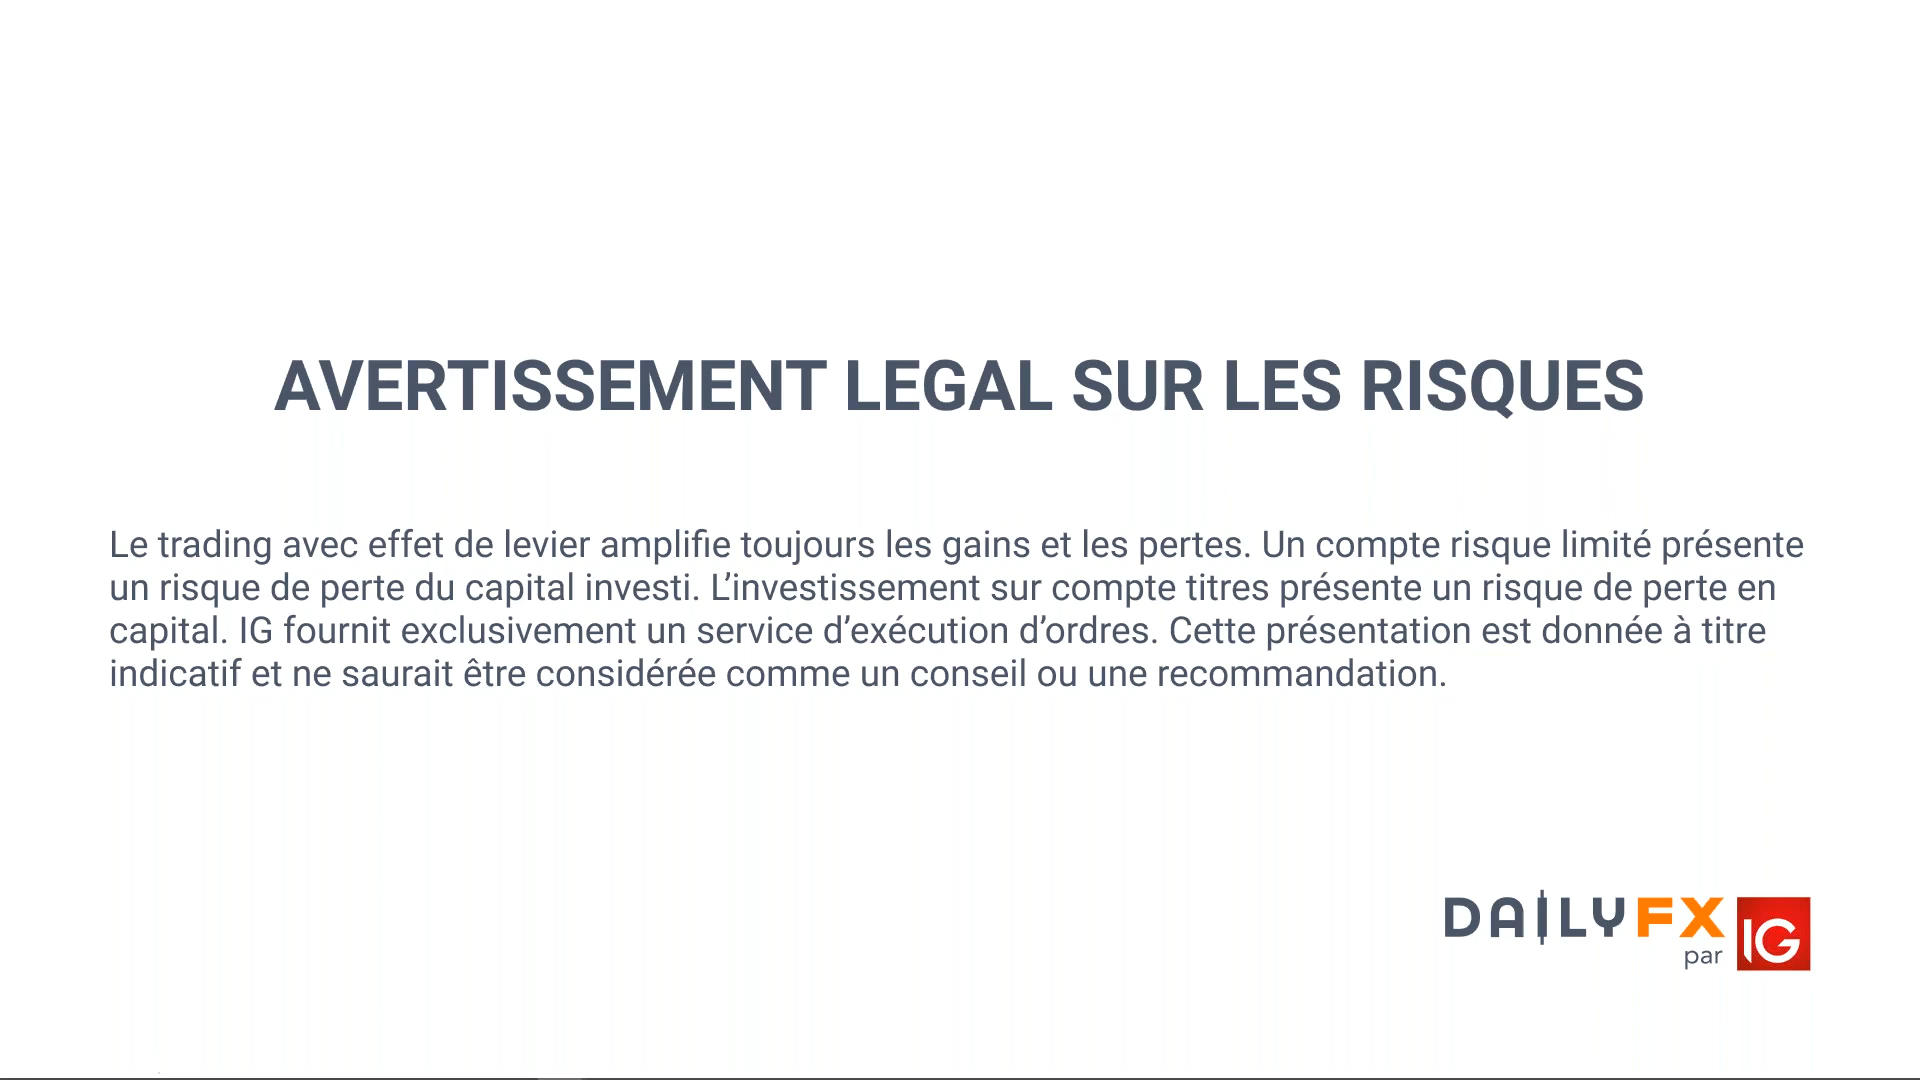 AVERTISSEMENT LEGAL SUR LES RISQUES
Le trading avec effet de levier amplifie toujours les gains et les pertes. Un compte risque limité présente
un risque de perte du capital investi. L’investissement sur compte titres présente un risque de perte en
capital. IG fournit exclusivement un service d’exécution d’ordres. Cette présentation est donnée à titre
indicatif et ne saurait être considérée comme un conseil ou une recommandation.
DAILYFX
par IG